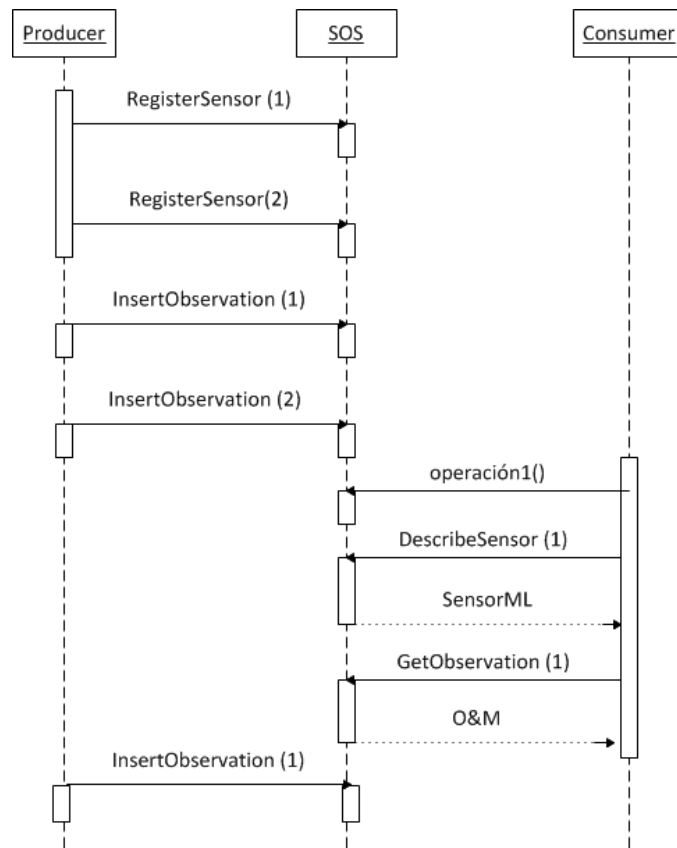 Producer
SOS
Consumer
RegisterSensor (1)
RegisterSensor(2)
InsertObservation (1)
InsertObservation (2)
operación1()
DescribeSensor (1)
SensorML
GetObservation (1)
O&M
InsertObservation (1)